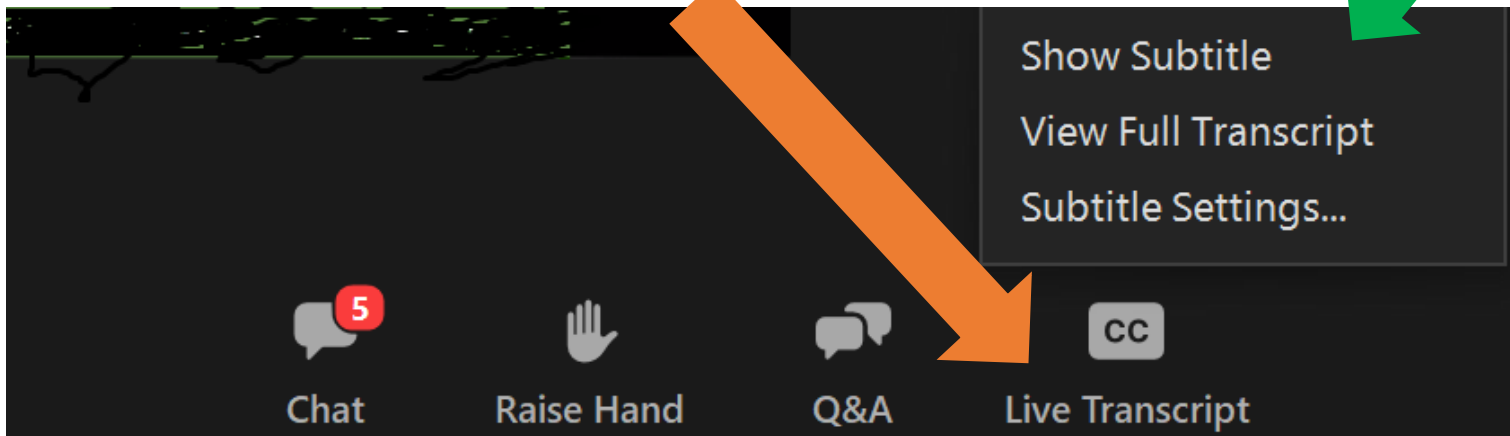 Show Subtitle
View Full Transcript
Subtitle Settings...
5
CC
Chat Raise Hand Q&A Live Transcript